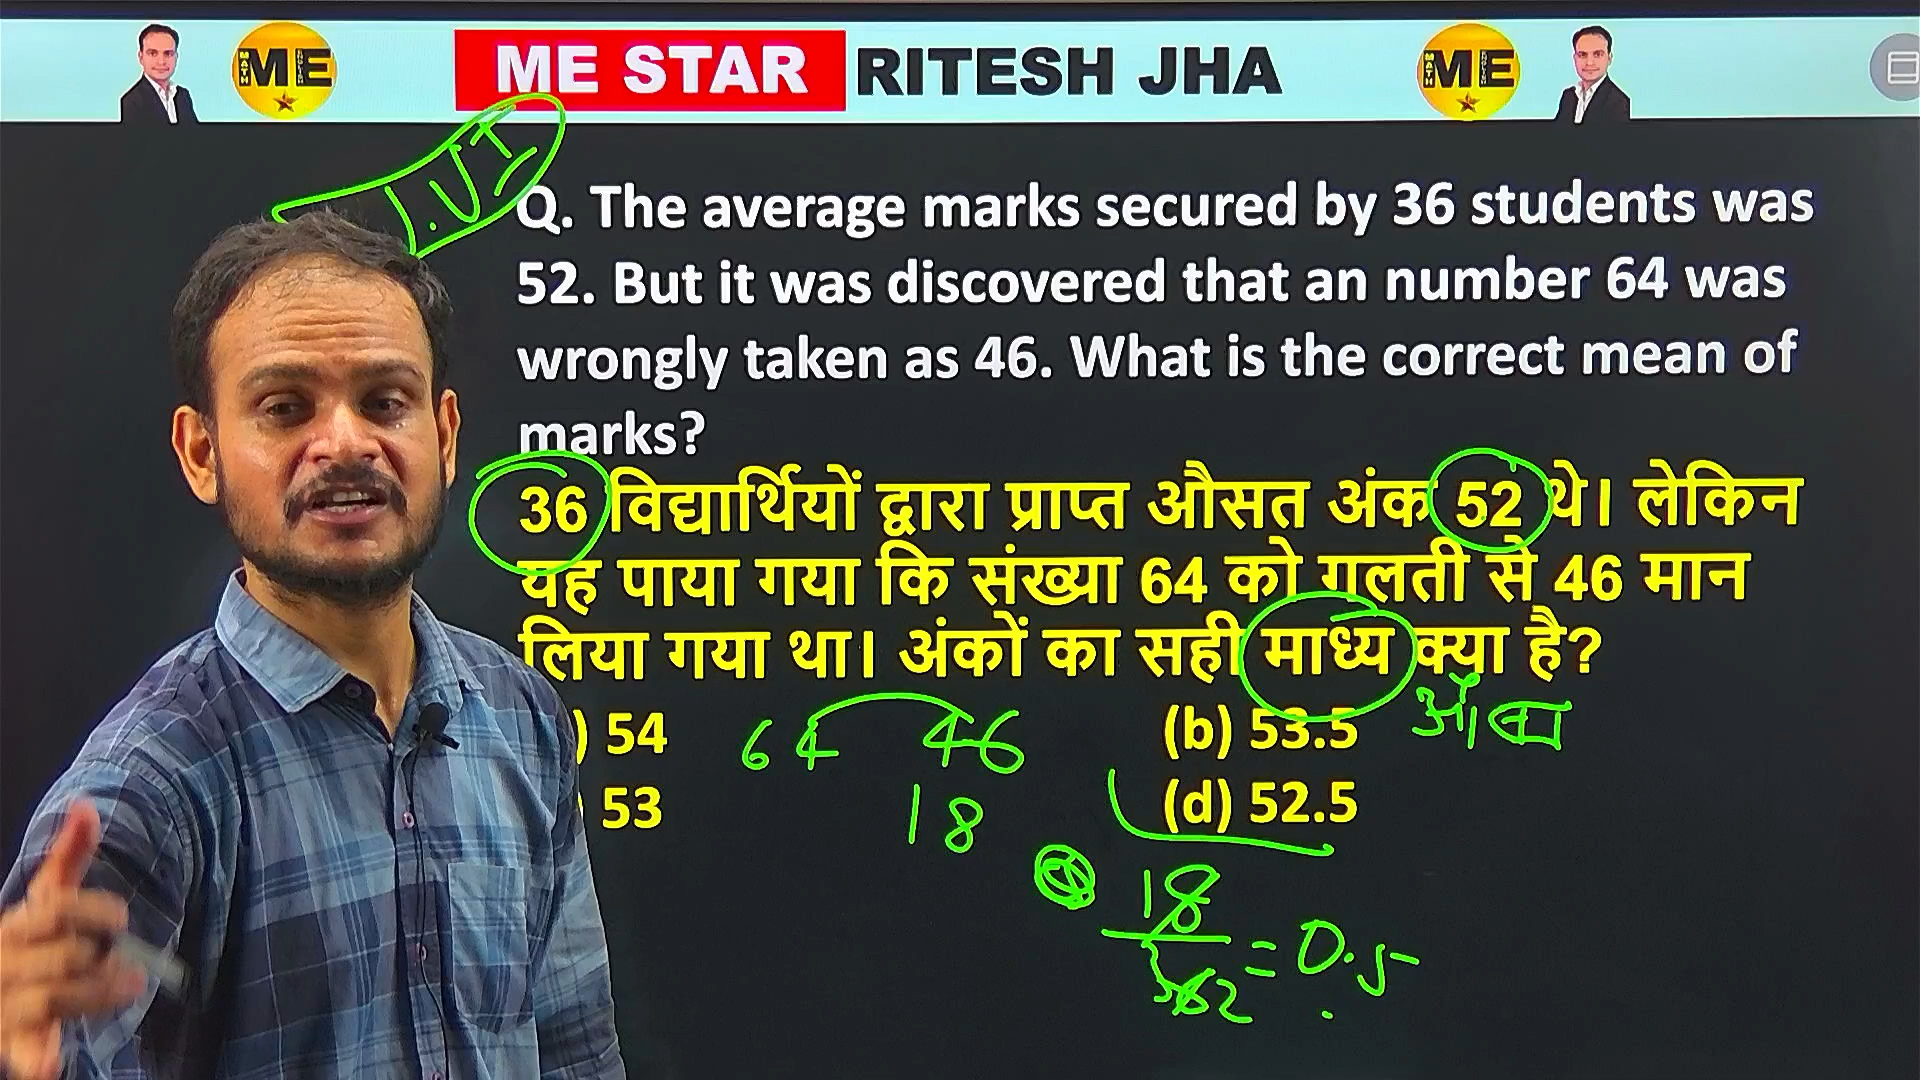 ME STAR RITESH JHA
MATH ME ENGLISH
ME
I.V.T
Q. The average marks secured by 36 students was
52. But it was discovered that an number 64 was
wrongly taken as 46. What is the correct mean of
marks?
36 विद्यार्थियों द्वारा प्राप्त औसत अंक 52 थे। लेकिन
यह पाया गया कि संख्या 64 को गलती से 46 मान
लिया गया था। अंकों का सही माध्य क्या है?
) 54 (b) 53.5
) 53 (d) 52.5
64 46
18
18
36 2 = 0.5